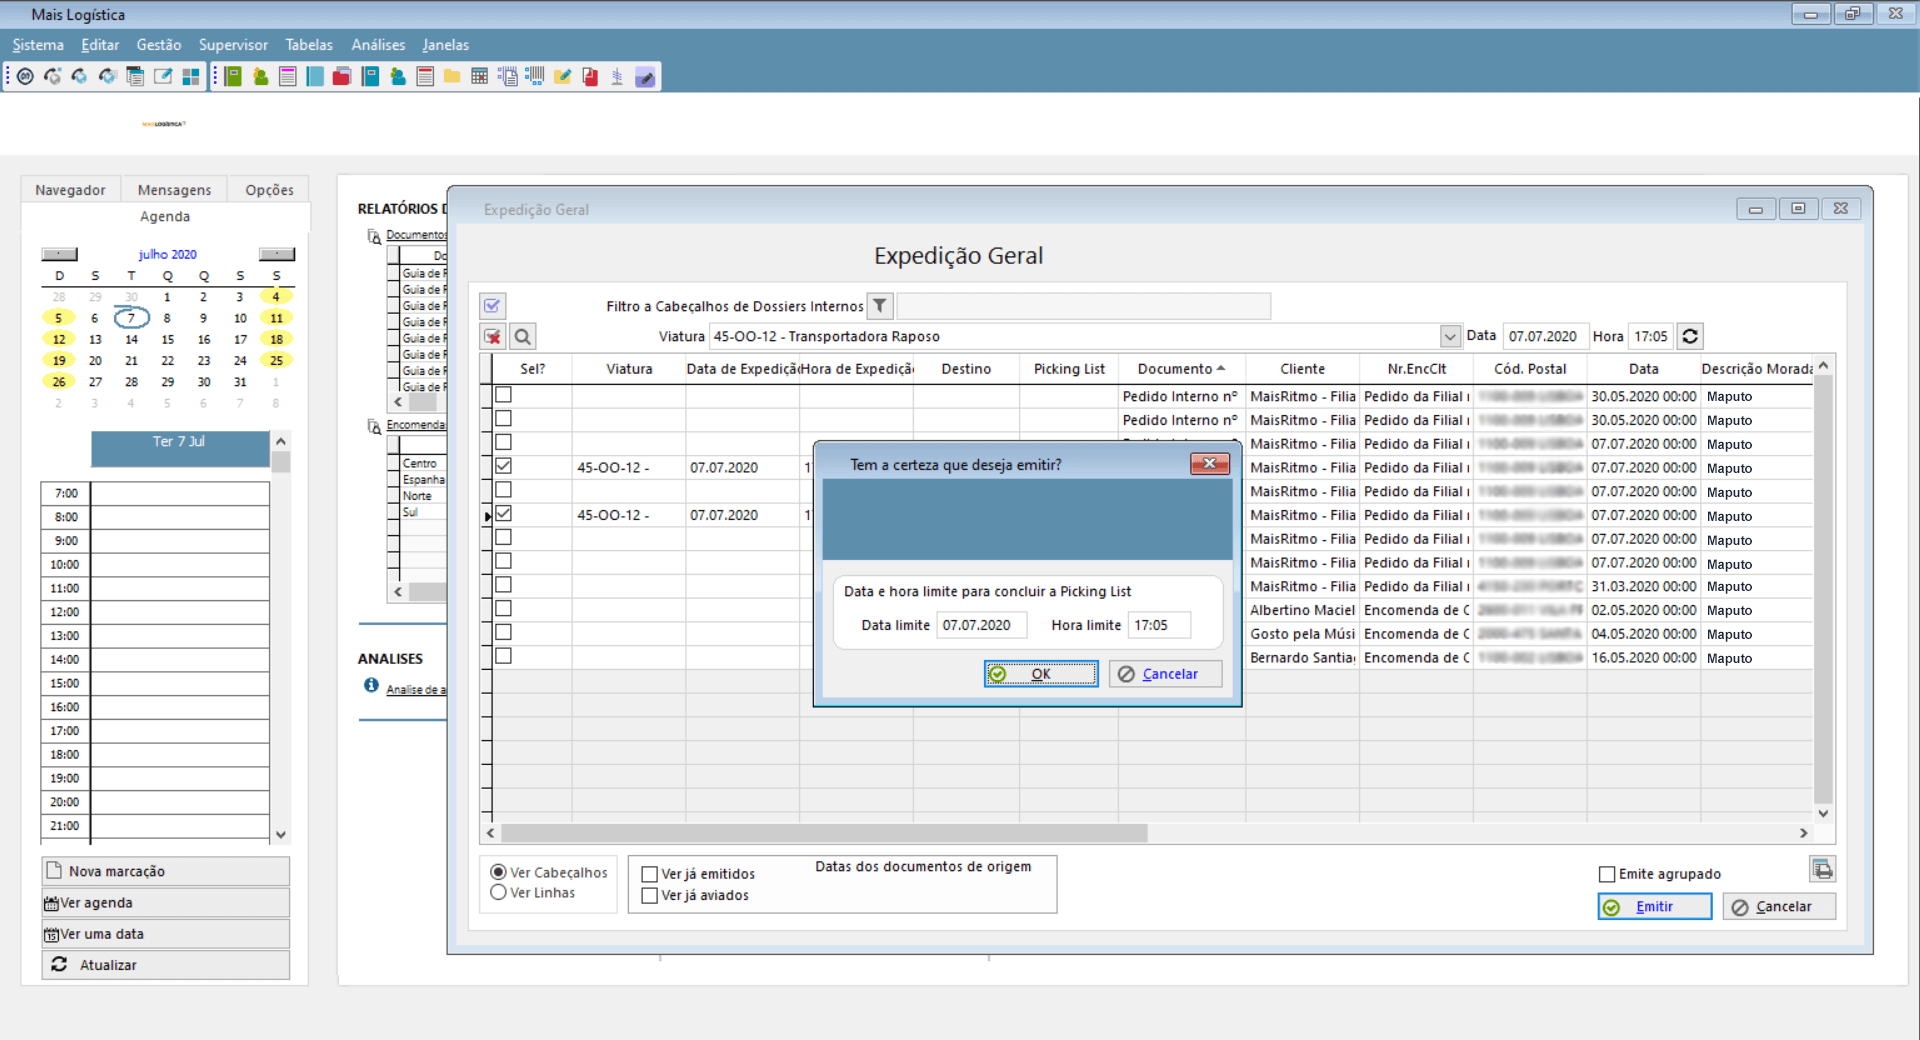 Mais Logística
Sistema Editar Gestão Supervisor Tabelas Análises Janelas
MAISLOGÍSTICA
Navegador Mensagens Opções
Agenda
julho 2020
D S T Q Q S S
28 29 30 1 2 3 4
5 6 7 8 9 10 11
12 13 14 15 16 17 18
19 20 21 22 23 24 25
26 27 28 29 30 31 1
2 3 4 5 6 7 8
Ter 7 Jul
7:00
8:00
9:00
10:00
11:00
12:00
13:00
14:00
15:00
16:00
17:00
18:00
19:00
20:00
21:00
Nova marcação
Ver agenda
Ver uma data
Atualizar
RELATÓRIOS D
Documentos
Do
Guia de R
Guia de R
Guia de R
Guia de R
Guia de R
Guia de R
Guia de R
Guia de R
Encomendas
Centro
Espanha
Norte
Sul
ANALISES
Analise de a
Expedição Geral
Expedição Geral
Filtro a Cabeçalhos de Dossiers Internos
Viatura 45-OO-12 - Transportadora Raposo Data 07.07.2020 Hora 17:05
Sel? Viatura Data de Expediçã Hora de Expediçã Destino Picking List Documento Cliente Nr.EncClt Cód. Postal Data Descrição Morada
Pedido Interno nº MaisRitmo - Filia Pedido da Filial 30.05.2020 00:00 Maputo
Pedido Interno nº MaisRitmo - Filia Pedido da Filial 30.05.2020 00:00 Maputo
MaisRitmo - Filia Pedido da Filial 07.07.2020 00:00 Maputo
45-OO-12 - 07.07.2020 MaisRitmo - Filia Pedido da Filial 07.07.2020 00:00 Maputo
MaisRitmo - Filia Pedido da Filial 07.07.2020 00:00 Maputo
45-OO-12 - 07.07.2020 MaisRitmo - Filia Pedido da Filial 07.07.2020 00:00 Maputo
MaisRitmo - Filia Pedido da Filial 07.07.2020 00:00 Maputo
MaisRitmo - Filia Pedido da Filial 07.07.2020 00:00 Maputo
MaisRitmo - Filia Pedido da Filial 31.03.2020 00:00 Maputo
Albertino Maciel Encomenda de C 02.05.2020 00:00 Maputo
Gosto pela Músi Encomenda de C 04.05.2020 00:00 Maputo
Bernardo Santia Encomenda de C 16.05.2020 00:00 Maputo
Tem a certeza que deseja emitir?
Data e hora limite para concluir a Picking List
Data limite 07.07.2020 Hora limite 17:05
OK Cancelar
Ver Cabeçalhos
Ver Linhas
Ver já emitidos
Ver já aviados
Datas dos documentos de origem
Emite agrupado
Emitir Cancelar